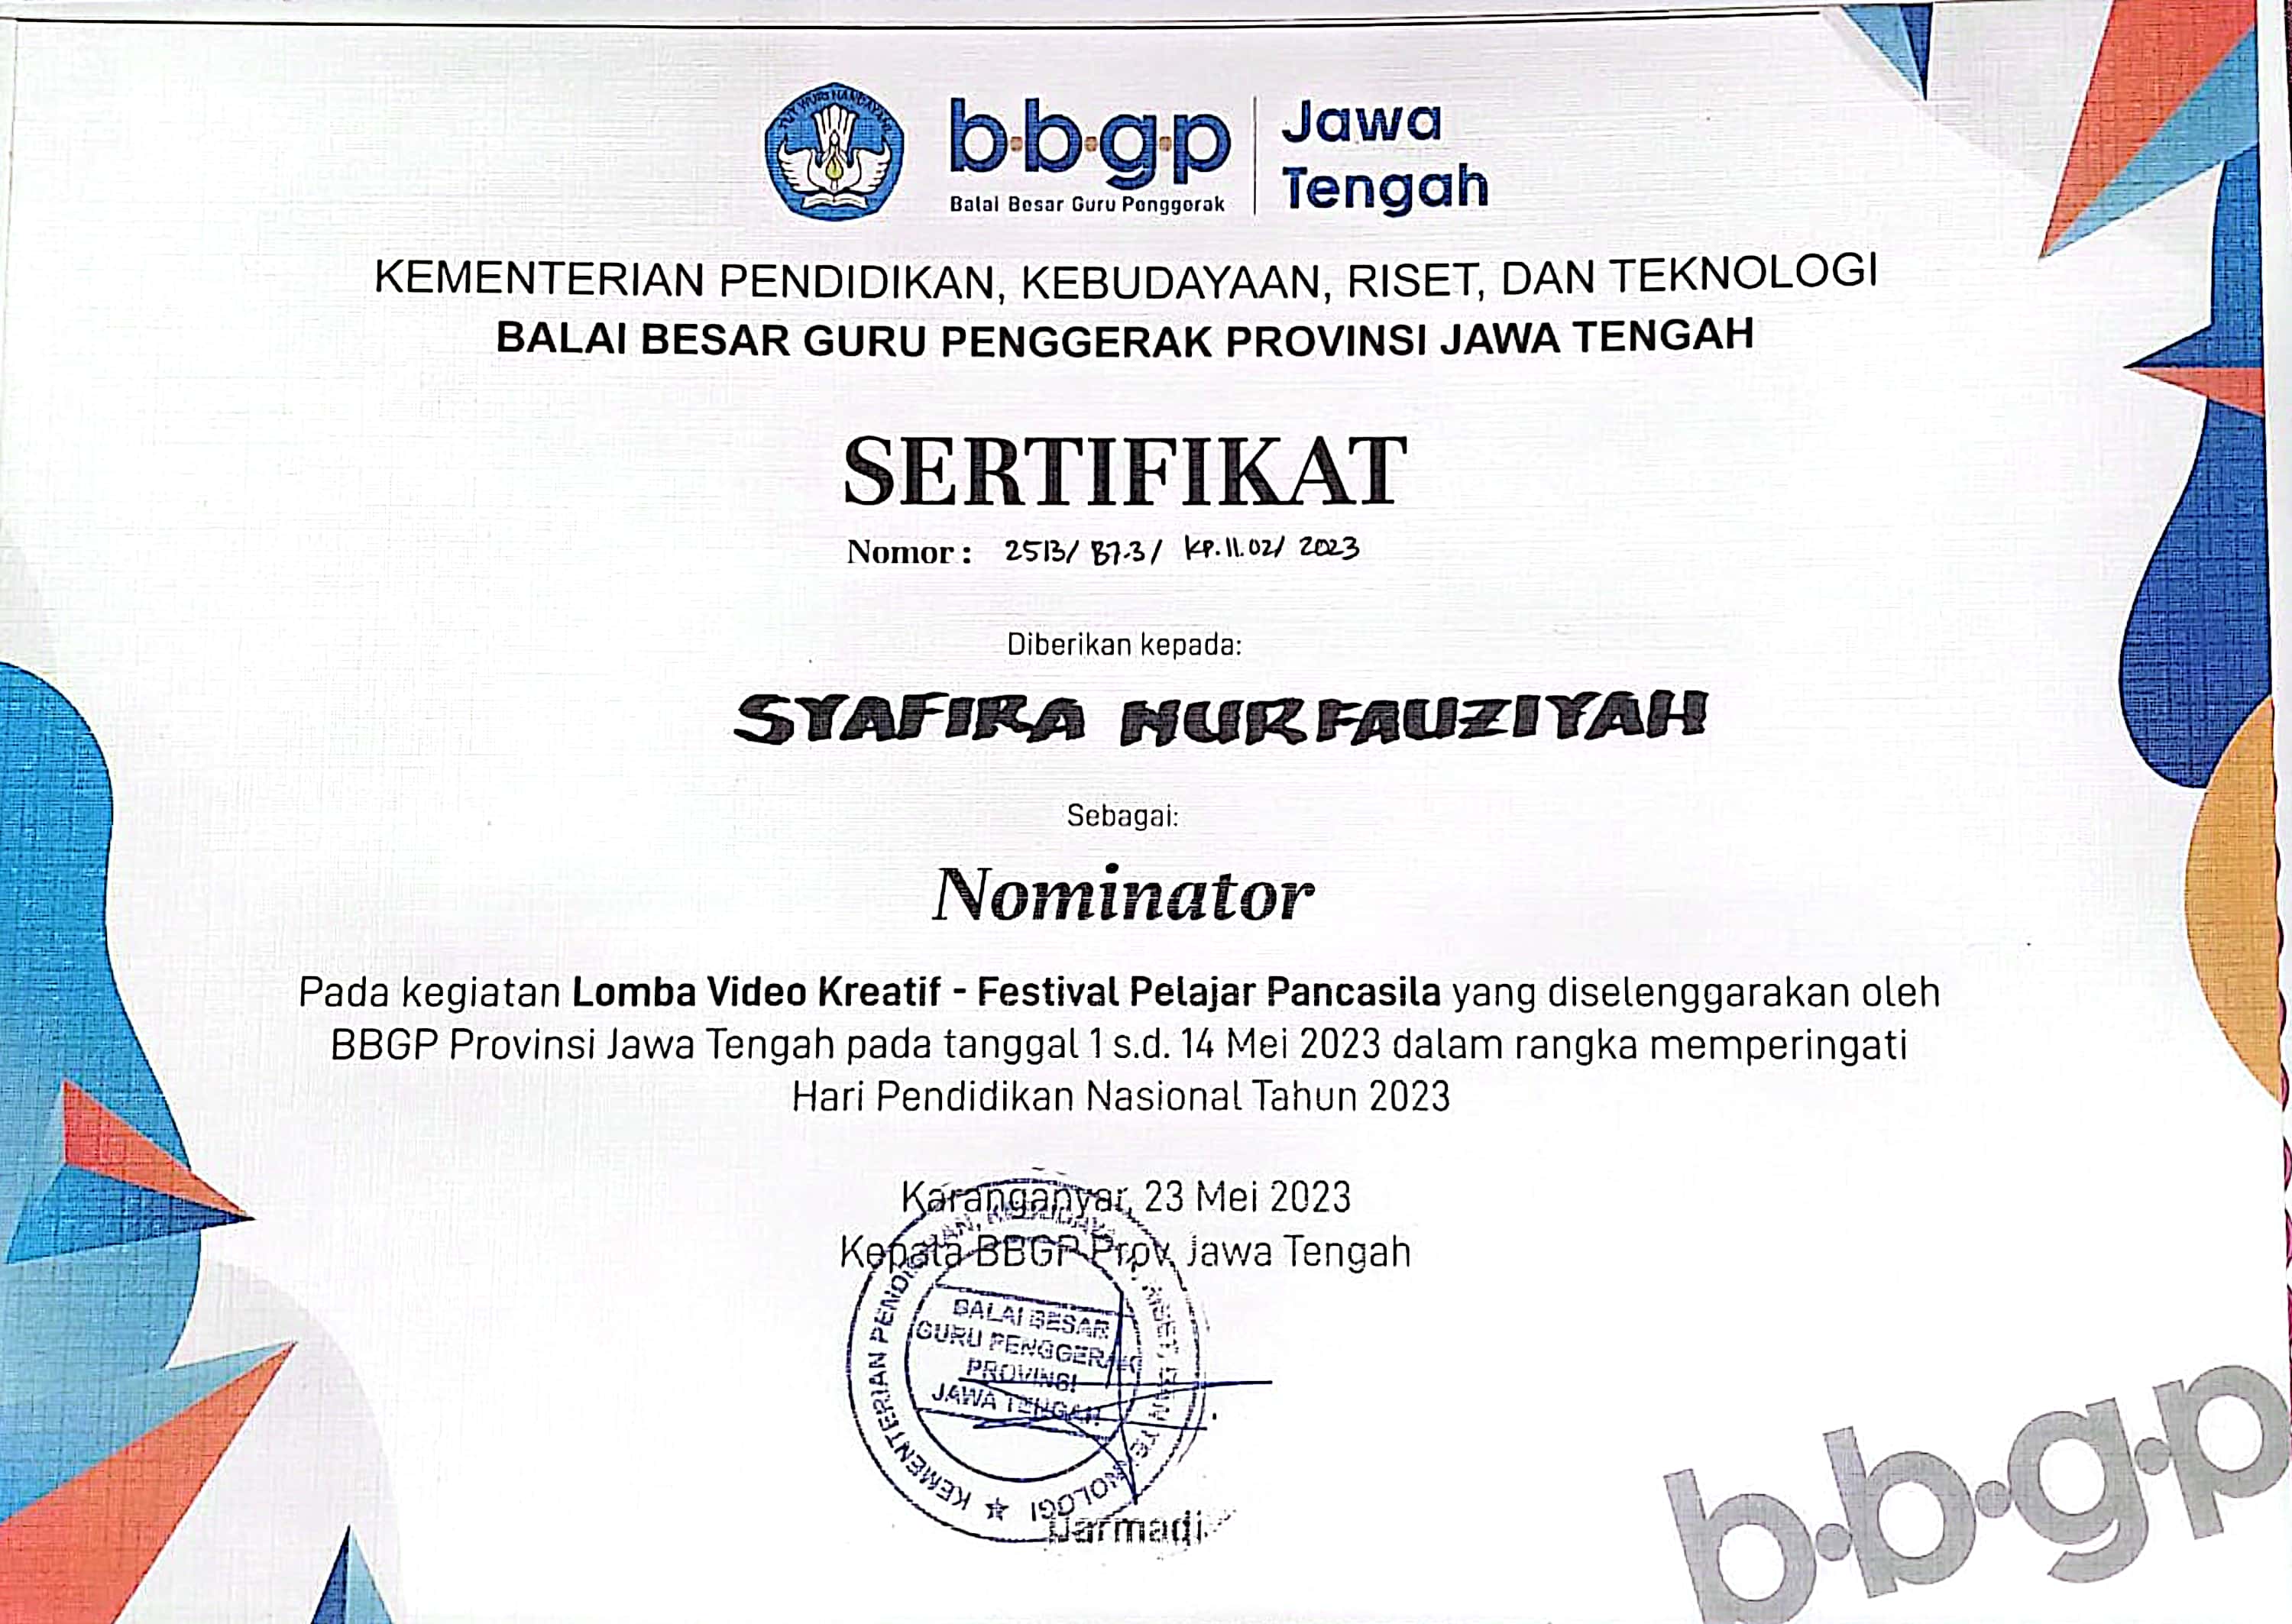 TUT WURI HANDAYANI
b·b·g·p
Balai Besar Guru Penggerak
Jawa
Tengah
KEMENTERIAN PENDIDIKAN, KEBUDAYAAN, RISET, DAN TEKNOLOGI
BALAI BESAR GURU PENGGERAK PROVINSI JAWA TENGAH
SERTIFIKAT
Nomor : 2513/ B7.3/ KP.11.02/ 2023
Diberikan kepada:
SYAFIRA NURFAUZIYAH
Sebagai:
Nominator
Pada kegiatan Lomba Video Kreatif - Festival Pelajar Pancasila yang diselenggarakan oleh
BBGP Provinsi Jawa Tengah pada tanggal 1 s.d. 14 Mei 2023 dalam rangka memperingati
Hari Pendidikan Nasional Tahun 2023
Karanganyar, 23 Mei 2023
Kepala BBGP Prov. Jawa Tengah
KEMENTERIAN PENDIDIKAN, KEBUDAYAAN, RISET, DAN TEKNOLOGI
BALAI BESAR
GURU PENGGERAK
PROVINSI
JAWA TENGAH
Darmadi
b·b·g·p